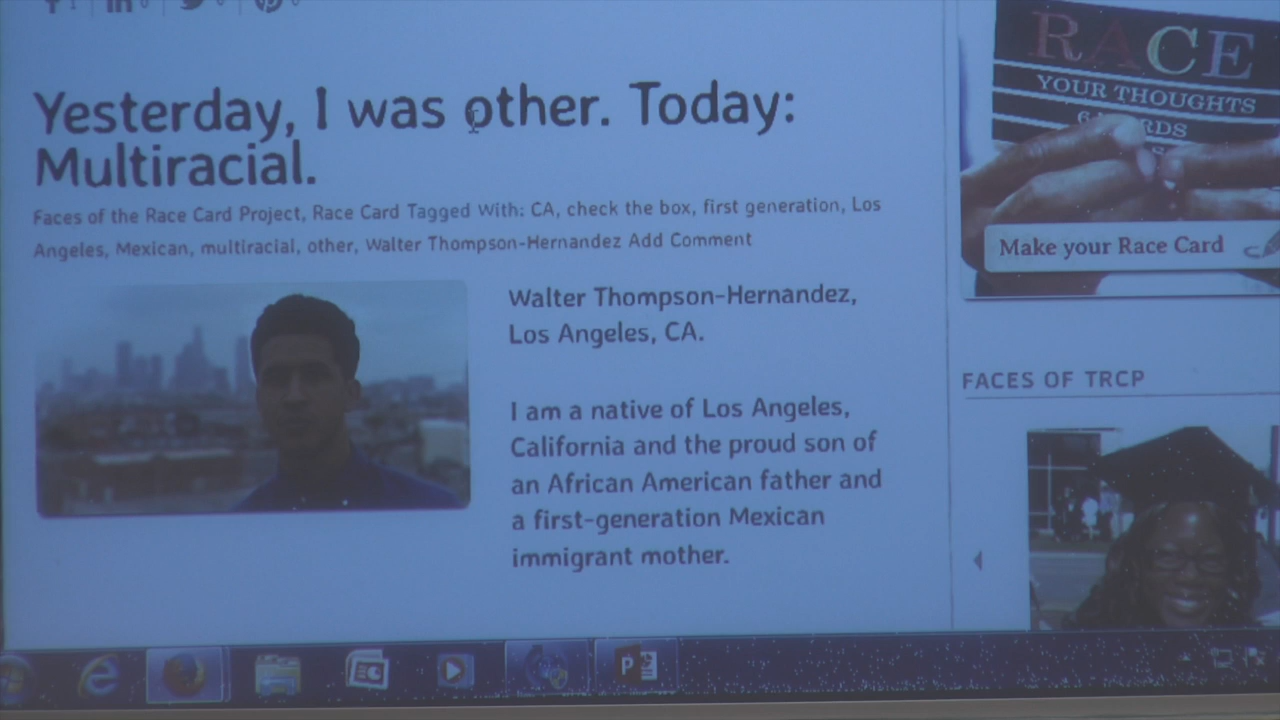 Yesterday, I was other. Today:
Multiracial.
Faces of the Race Card Project, Race Card Tagged With: CA, check the box, first generation, Los
Angeles, Mexican, multiracial, other, Walter Thompson-Hernandez Add Comment
Walter Thompson-Hernandez,
Los Angeles, CA.
I am a native of Los Angeles,
California and the proud son of
an African American father and
a first-generation Mexican
immigrant mother.
RACE
YOUR THOUGHTS
6
Make your Race Card
FACES OF TRCP